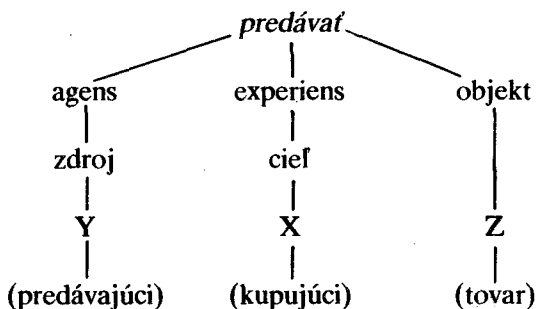 predávať
agens experiens objekt
zdroj cieľ
Y X Z
(predávajúci) (kupujúci) (tovar)